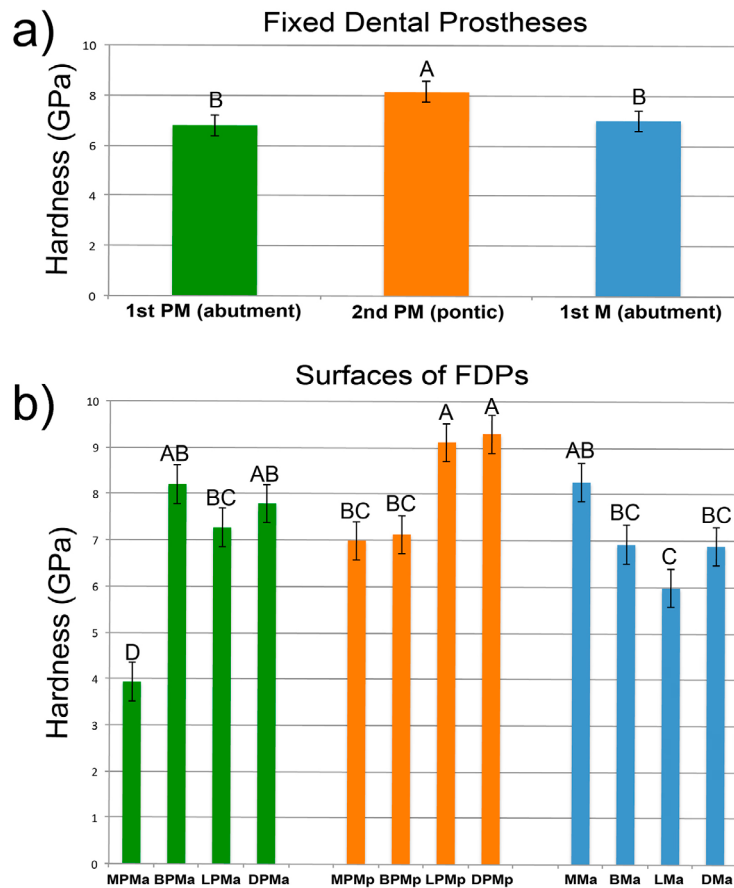 a)
Fixed Dental Prostheses
Hardness (GPa)
10
8
6
4
2
0
B
A
B
1st PM (abutment)
2nd PM (pontic)
1st M (abutment)
b)
Surfaces of FDPs
Hardness (GPa)
10
9
8
7
6
5
4
3
2
1
0
D
AB
BC
AB
BC
BC
A
A
AB
BC
C
BC
MPMa BPMa LPMa DPMa MPMp BPMp LPMp DPMp MMa BMa LMa DMa